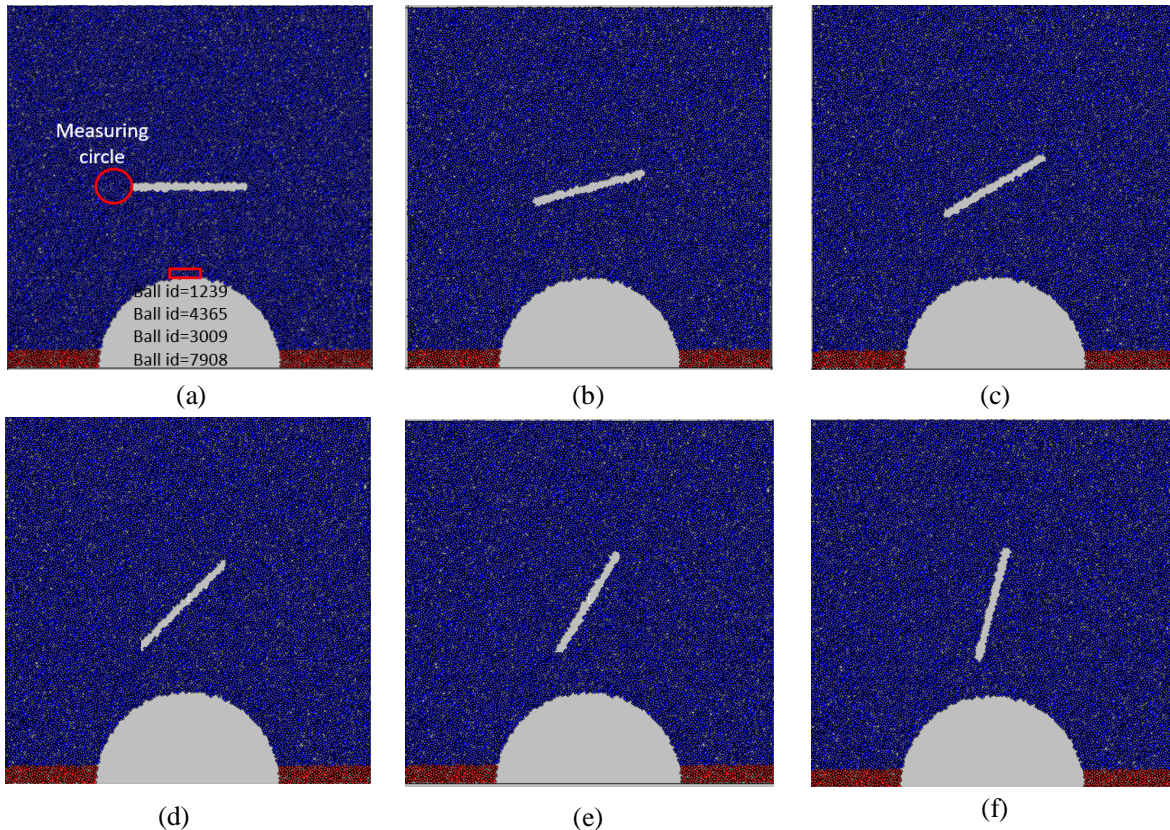 Measuring
circle
Ball id=1239
Ball id=4365
Ball id=3009
Ball id=7908
(a)
(b)
(c)
(d)
(e)
(f)